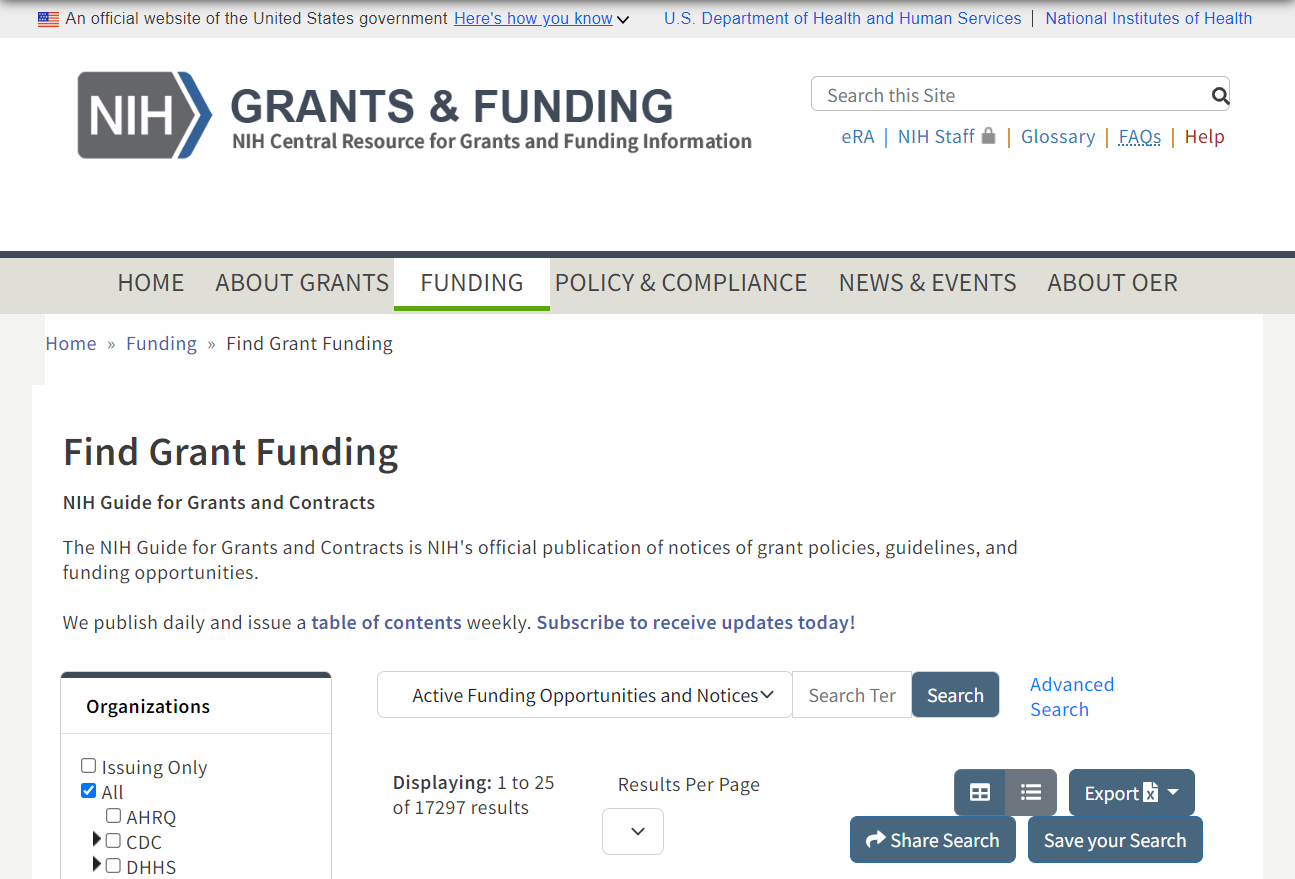 An official website of the United States government Here's how you know
U.S. Department of Health and Human Services | National Institutes of Health
NIH
GRANTS & FUNDING
NIH Central Resource for Grants and Funding Information
Search this Site
eRA | NIH Staff | Glossary | FAQs | Help
HOME ABOUT GRANTS FUNDING POLICY & COMPLIANCE NEWS & EVENTS ABOUT OER
Home » Funding » Find Grant Funding
Find Grant Funding
NIH Guide for Grants and Contracts
The NIH Guide for Grants and Contracts is NIH's official publication of notices of grant policies, guidelines, and
funding opportunities.
We publish daily and issue a table of contents weekly. Subscribe to receive updates today!
Organizations
Issuing Only
All
AHRQ
CDC
DHHS
Active Funding Opportunities and Notices
Search Ter
Search
Advanced
Search
Displaying: 1 to 25
of 17297 results
Results Per Page
Export
Share Search
Save your Search